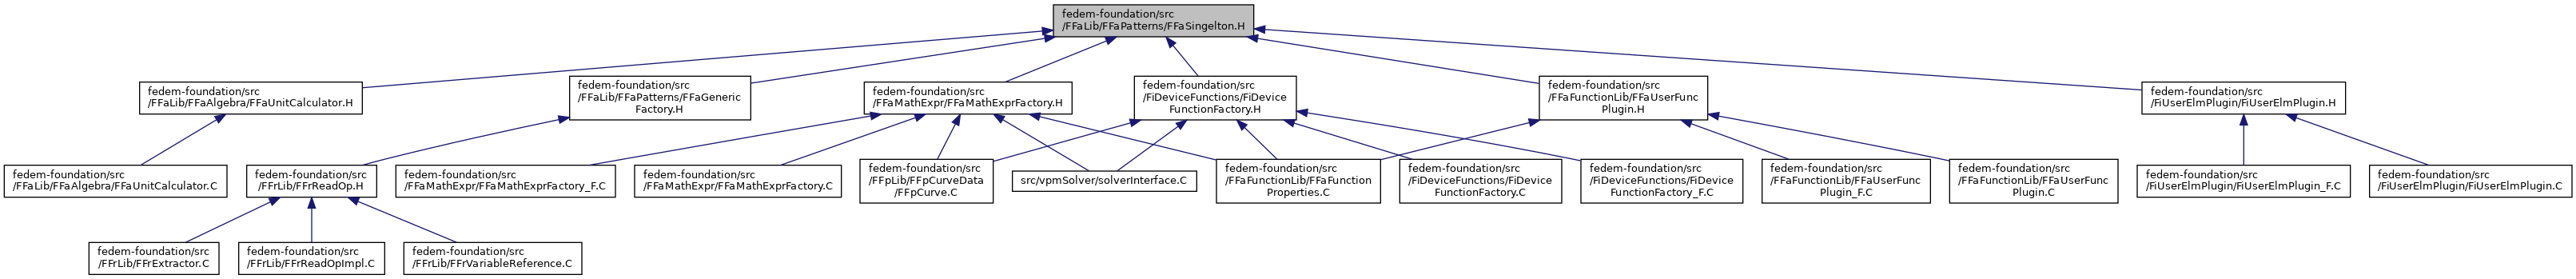 fedem-foundation/src
/FFaLib/FFaPatterns/FFaSingelton.H
fedem-foundation/src
/FFaLib/FFaAlgebra/FFaUnitCalculator.H
fedem-foundation/src
/FFaLib/FFaPatterns/FFaGeneric
Factory.H
fedem-foundation/src
/FFaMathExpr/FFaMathExprFactory.H
fedem-foundation/src
/FiDeviceFunctions/FiDevice
FunctionFactory.H
fedem-foundation/src
/FFaFunctionLib/FFaUserFunc
Plugin.H
fedem-foundation/src
/FiUserElmPlugin/FiUserElmPlugin.H
fedem-foundation/src
/FFaLib/FFaAlgebra/FFaUnitCalculator.C
fedem-foundation/src
/FFrLib/FFrReadOp.H
fedem-foundation/src
/FFaMathExpr/FFaMathExprFactory_F.C
fedem-foundation/src
/FFaMathExpr/FFaMathExprFactory.C
fedem-foundation/src
/FFpLib/FFpCurveData
/FFpCurve.C
src/vpmSolver/solverInterface.C
fedem-foundation/src
/FFaFunctionLib/FFaFunction
Properties.C
fedem-foundation/src
/FiDeviceFunctions/FiDevice
FunctionFactory.C
fedem-foundation/src
/FiDeviceFunctions/FiDevice
FunctionFactory_F.C
fedem-foundation/src
/FFaFunctionLib/FFaUserFunc
Plugin_F.C
fedem-foundation/src
/FFaFunctionLib/FFaUserFunc
Plugin.C
fedem-foundation/src
/FiUserElmPlugin/FiUserElmPlugin_F.C
fedem-foundation/src
/FiUserElmPlugin/FiUserElmPlugin.C
fedem-foundation/src
/FFrLib/FFrExtractor.C
fedem-foundation/src
/FFrLib/FFrReadOpImpl.C
fedem-foundation/src
/FFrLib/FFrVariableReference.C